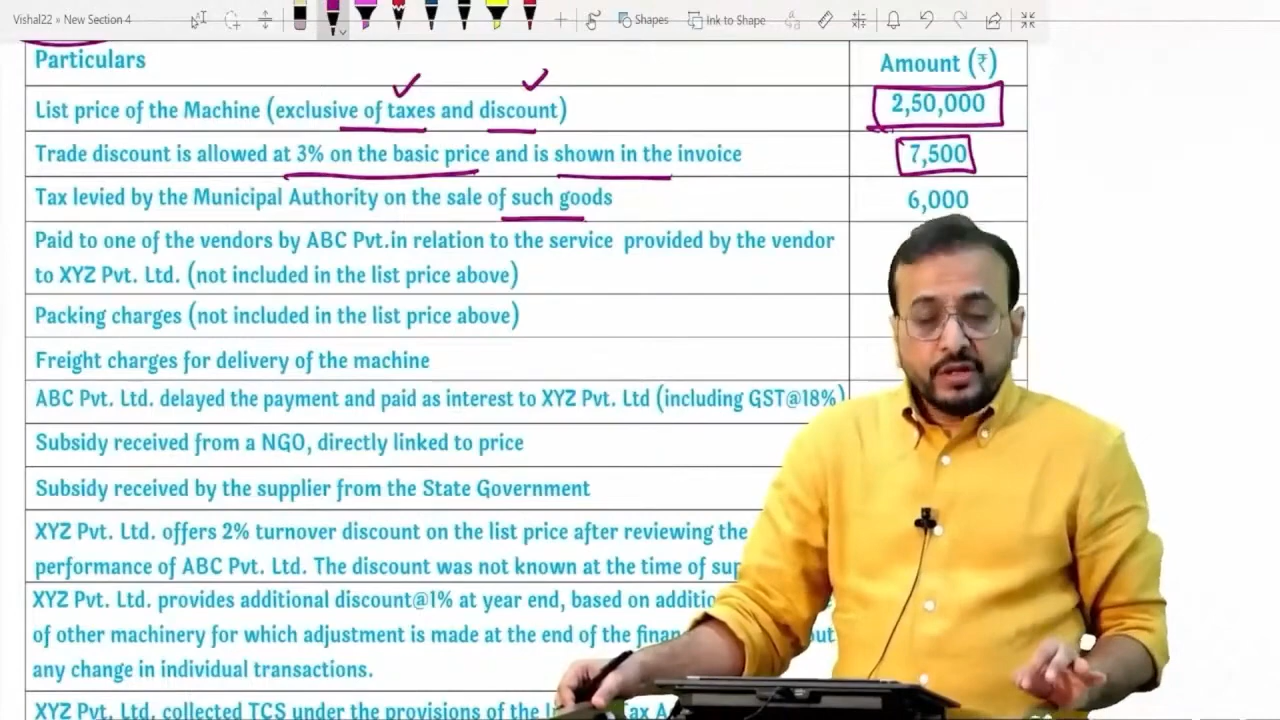 Vishal22 » New Section 4
Shapes
Ink to Shape
Particulars
Amount (₹)
List price of the Machine (exclusive of taxes and discount)
2,50,000
Trade discount is allowed at 3% on the basic price and is shown in the invoice
7,500
Tax levied by the Municipal Authority on the sale of such goods
6,000
Paid to one of the vendors by ABC Pvt.in relation to the service provided by the vendor
to XYZ Pvt. Ltd. (not included in the list price above)
Packing charges (not included in the list price above)
Freight charges for delivery of the machine
ABC Pvt. Ltd. delayed the payment and paid as interest to XYZ Pvt. Ltd (including GST@18%)
Subsidy received from a NGO, directly linked to price
Subsidy received by the supplier from the State Government
XYZ Pvt. Ltd. offers 2% turnover discount on the list price after reviewing the
performance of ABC Pvt. Ltd. The discount was not known at the time of
XYZ Pvt. Ltd. provides additional discount@1% at year end, based on
of other machinery for which adjustment is made at the end of the
any change in individual transactions.
XYZ Pvt. Ltd. collected TCS under the provisions of the